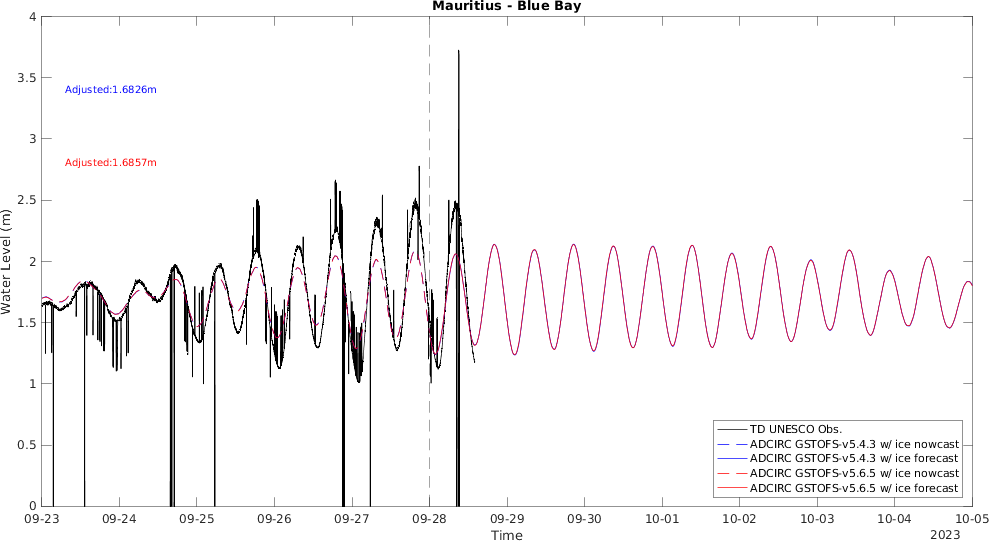 Mauritius - Blue Bay
4
3.5
3
2.5
2
1.5
1
0.5
0
Water Level (m)
Adjusted:1.6826m
Adjusted:1.6857m
TD UNESCO Obs.
ADCIRC GSTOFS-v5.4.3 w/ ice nowcast
ADCIRC GSTOFS-v5.4.3 w/ ice forecast
ADCIRC GSTOFS-v5.6.5 w/ ice nowcast
ADCIRC GSTOFS-v5.6.5 w/ ice forecast
09-23 09-24 09-25 09-26 09-27 09-28 09-29 09-30 10-01 10-02 10-03 10-04 10-05
Time
2023